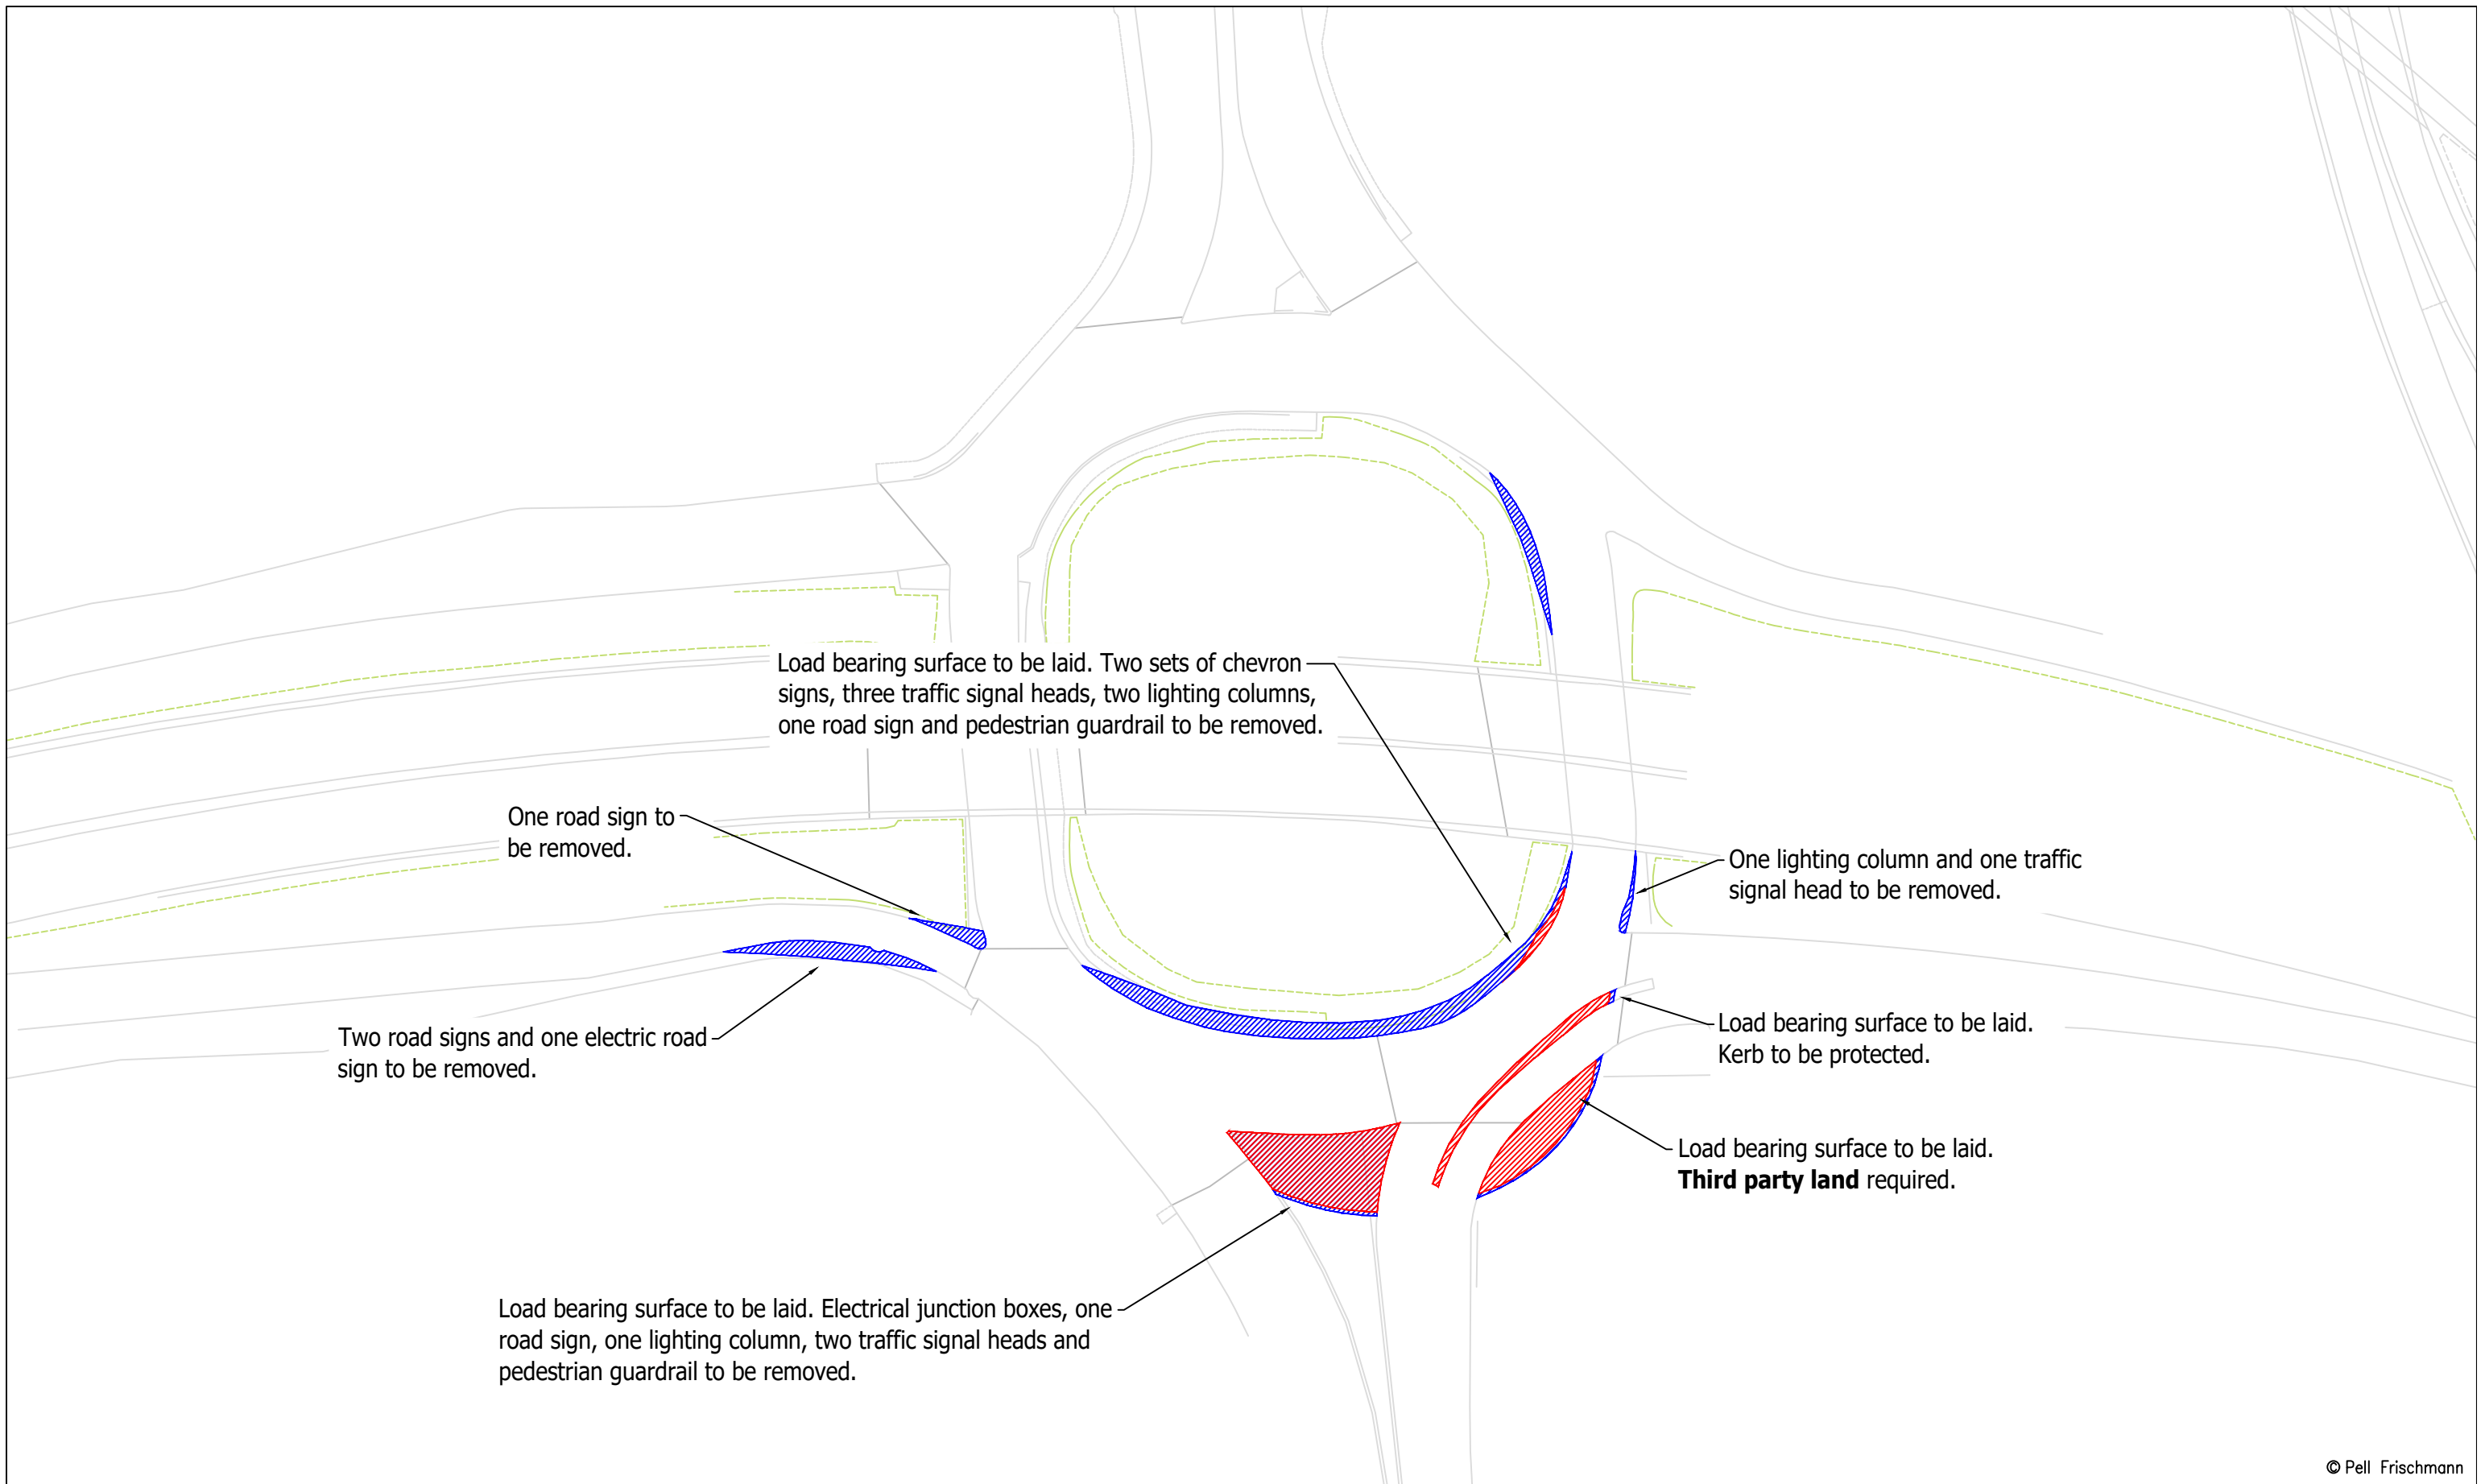 Load bearing surface to be laid. Two sets of chevron
signs, three traffic signal heads, two lighting columns,
one road sign and pedestrian guardrail to be removed.
One road sign to
be removed.
One lighting column and one traffic
signal head to be removed.
Two road signs and one electric road
sign to be removed.
Load bearing surface to be laid.
Kerb to be protected.
Load bearing surface to be laid.
Third party land required.
Load bearing surface to be laid. Electrical junction boxes, one
road sign, one lighting column, two traffic signal heads and
pedestrian guardrail to be removed.
© Pell Frischmann